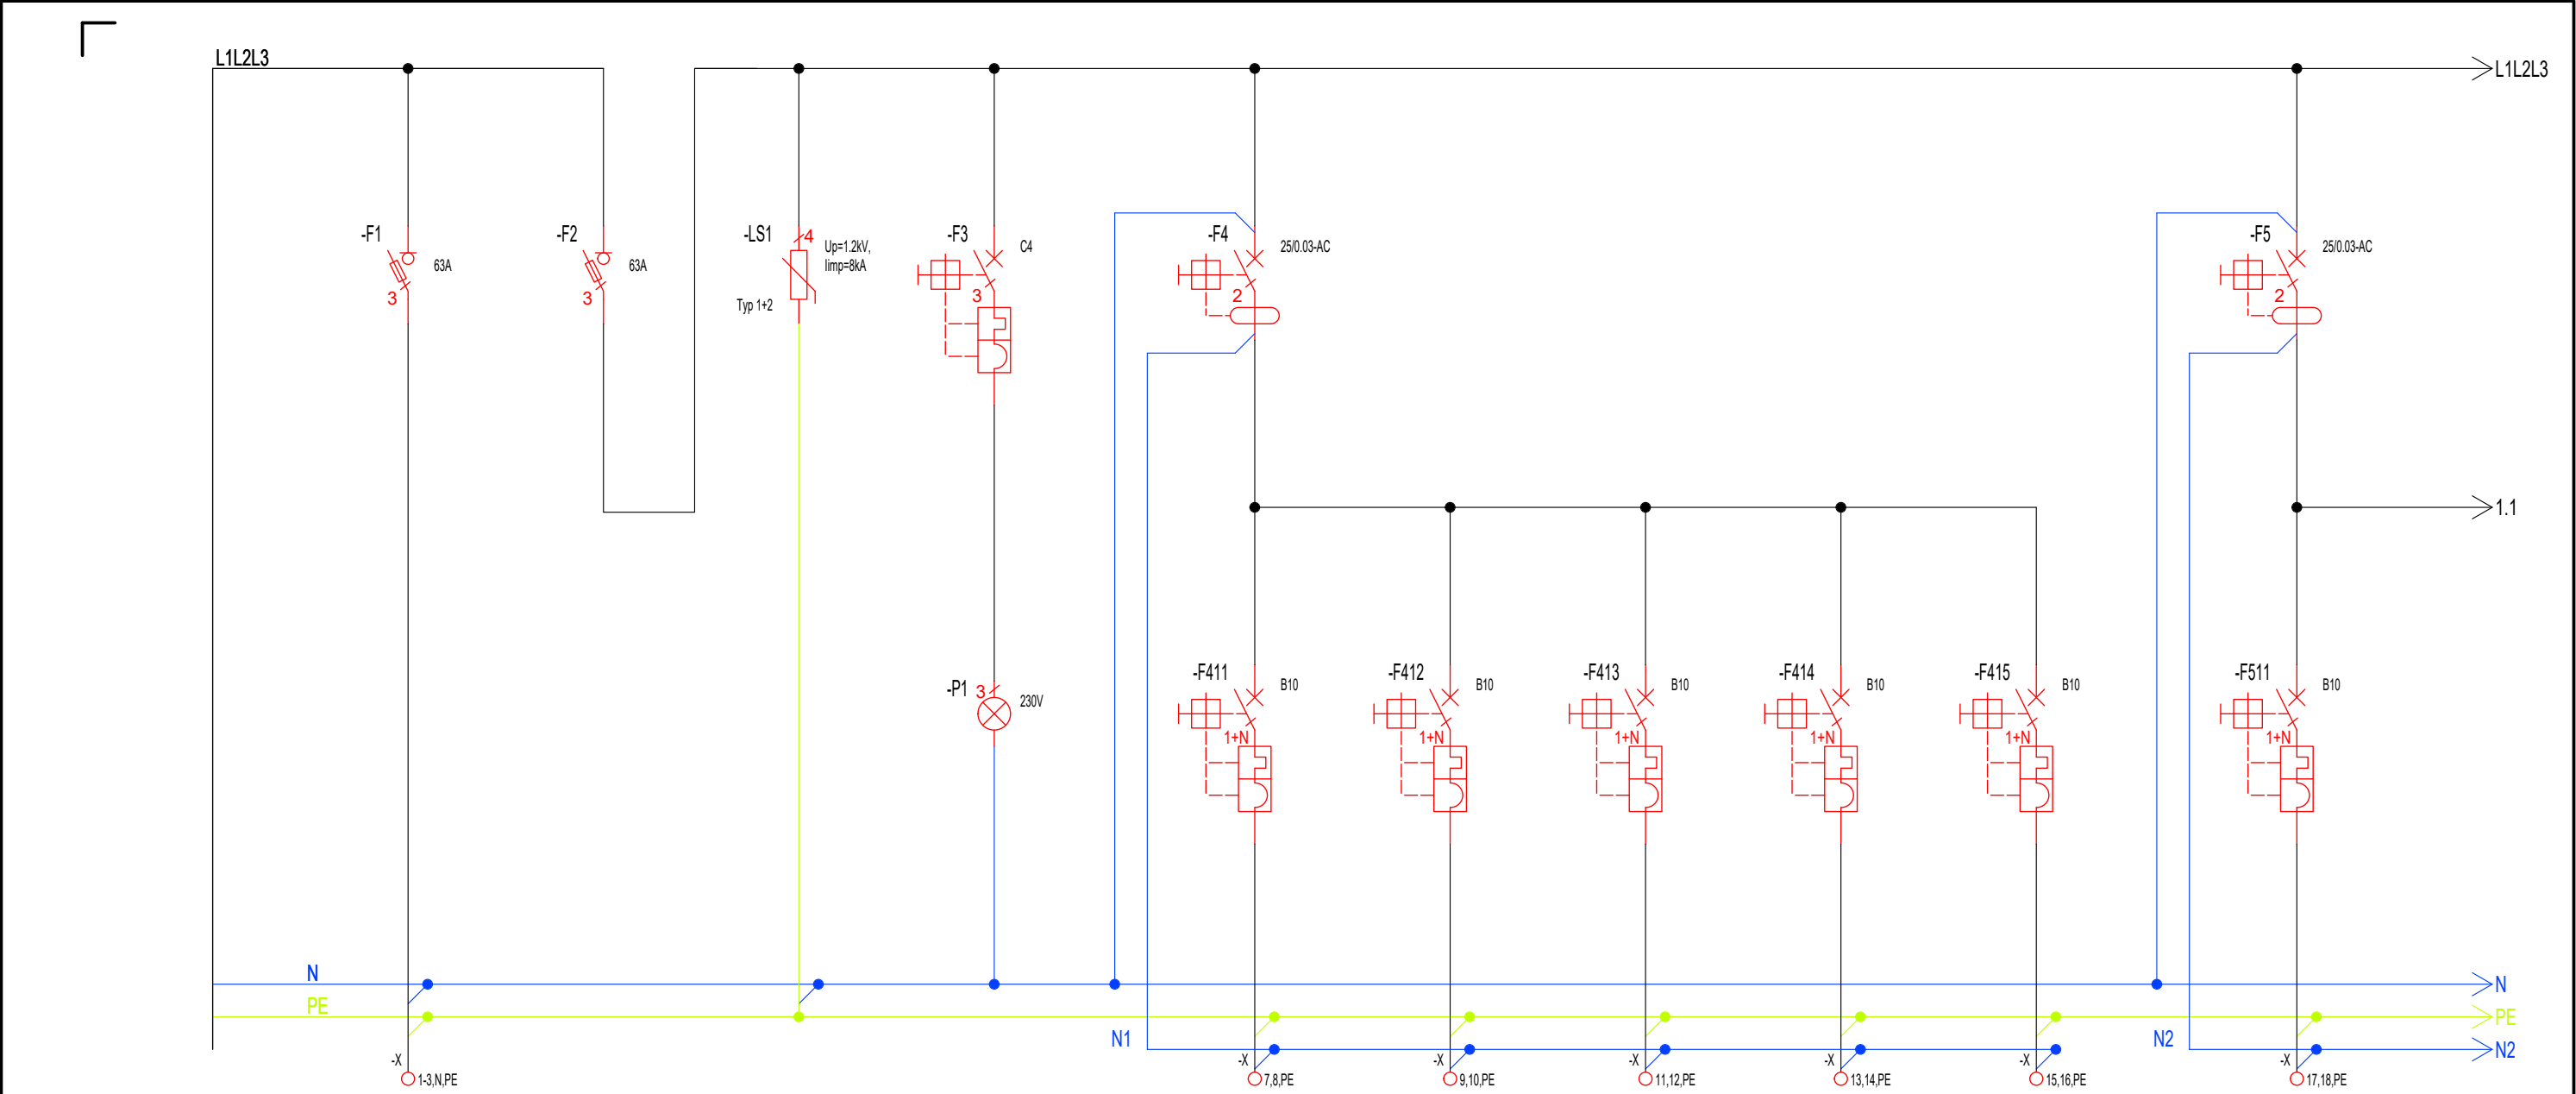 L1L2L3
L1L2L3
-F1
63A
3
-F2
63A
3
-LS1
4
Up=1.2kV,
Iimp=8kA
Typ 1+2
-F3
C4
3
-F4
25/0.03-AC
2
-F5
25/0.03-AC
2
1.1
-P1
3
230V
-F411
B10
1+N
-F412
B10
1+N
-F413
B10
1+N
-F414
B10
1+N
-F415
B10
1+N
-F511
B10
1+N
N
N
PE
PE
N1
N2
N2
-X
1-3,N,PE
-X
7,8,PE
-X
9,10,PE
-X
11,12,PE
-X
13,14,PE
-X
15,16,PE
-X
17,18,PE